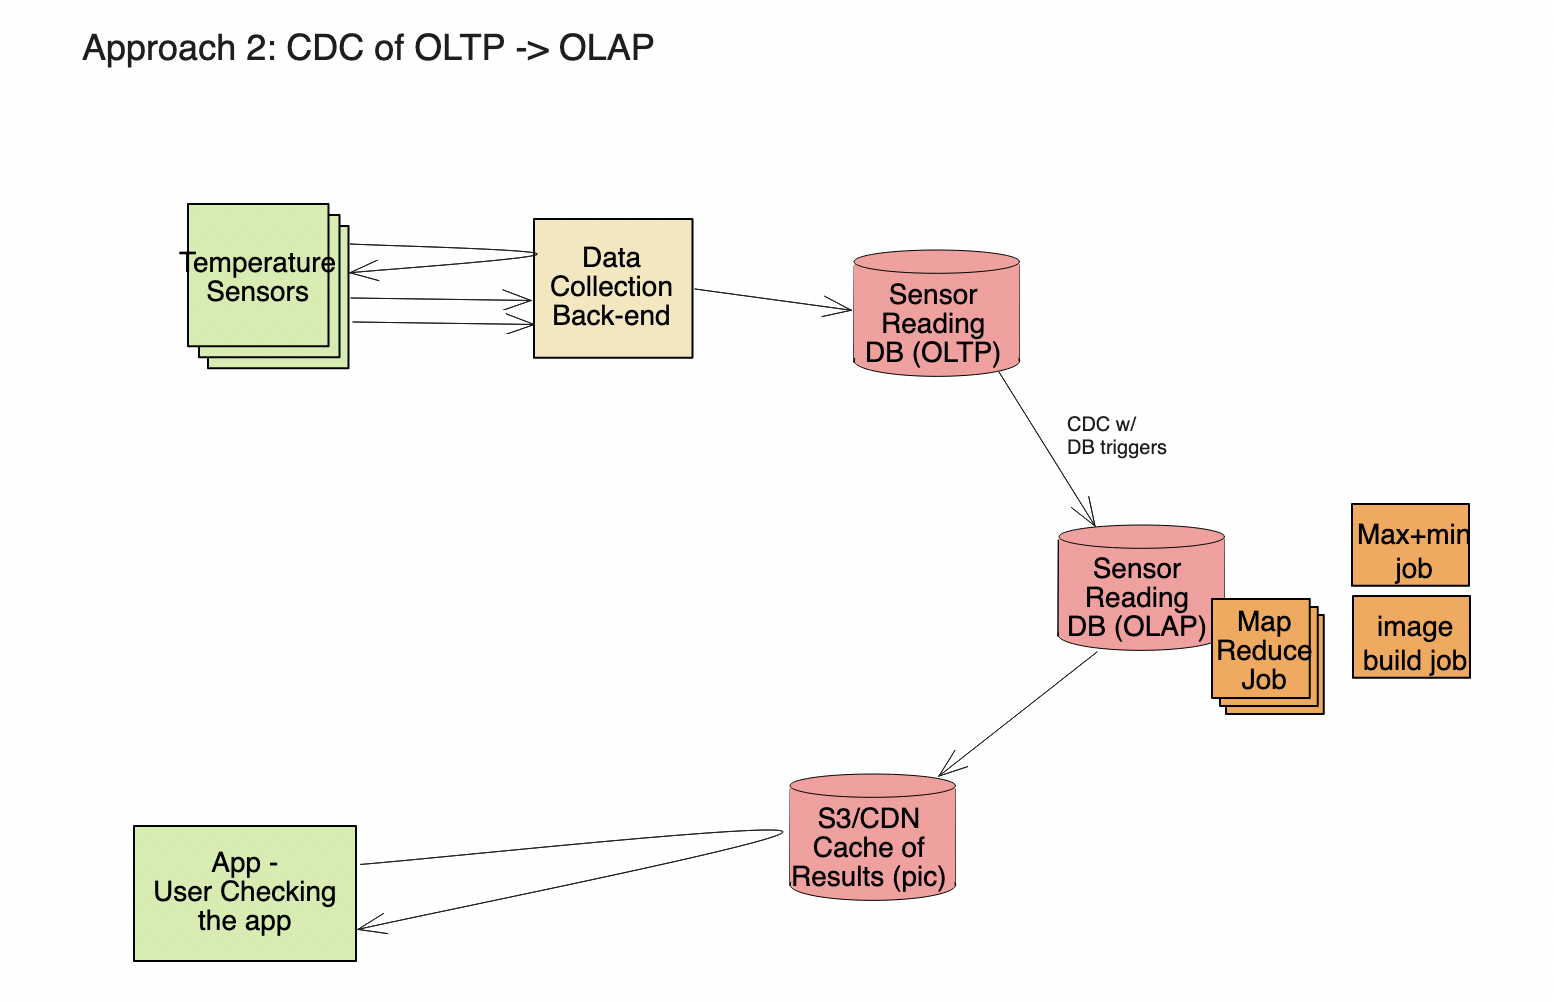 Approach 2: CDC of OLTP -> OLAP
Temperature
Sensors
Data
Collection
Back-end
Sensor
Reading
DB (OLTP)
CDC w/
DB triggers
Sensor
Reading
DB (OLAP)
Map
Reduce
Job
Max+min
job
image
build job
S3/CDN
Cache of
Results (pic)
App -
User Checking
the app